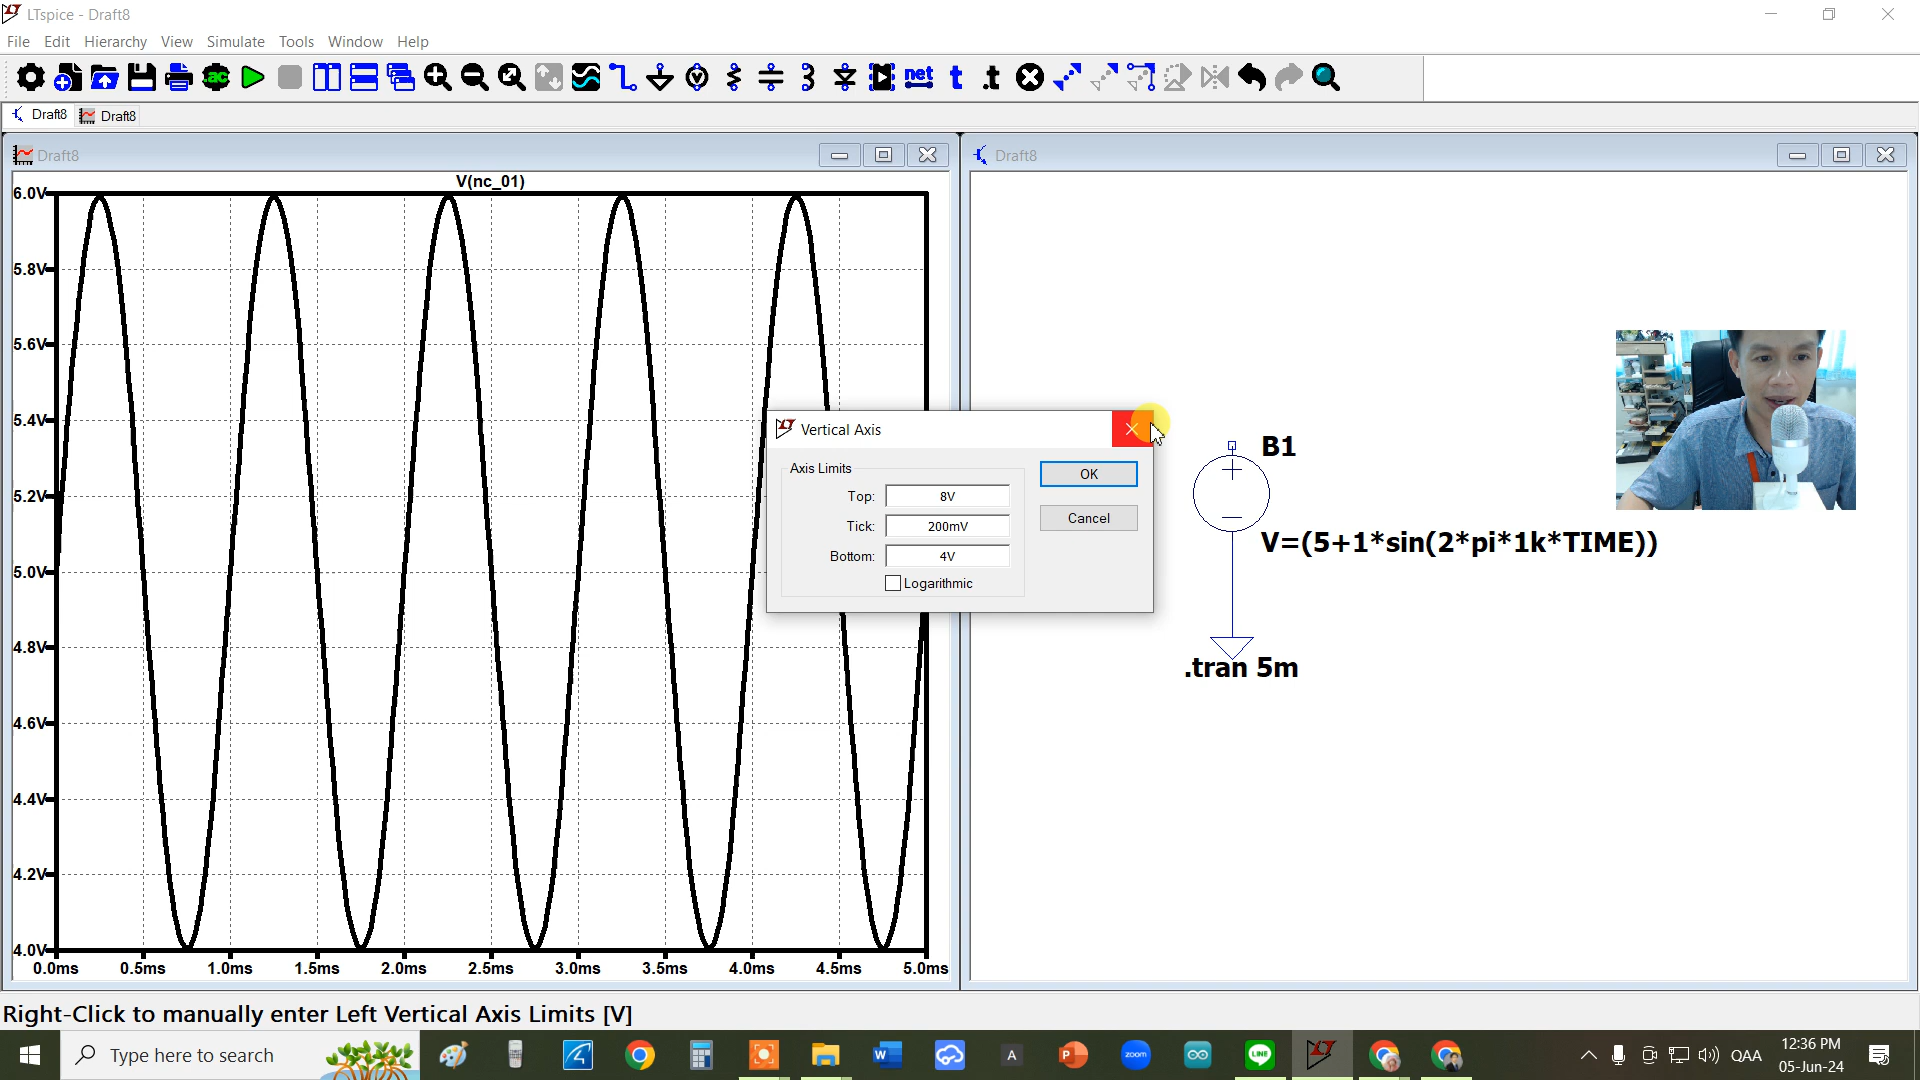 LTspice - Draft8
File Edit Hierarchy View Simulate Tools Window Help
.ac net t .t
Draft8 Draft8
Draft8
V(nc_01)
6.0V
5.8V
5.6V
5.4V
5.2V
5.0V
4.8V
4.6V
4.4V
4.2V
4.0V
0.0ms 0.5ms 1.0ms 1.5ms 2.0ms 2.5ms 3.0ms 3.5ms 4.0ms 4.5ms 5.0ms
Vertical Axis
Axis Limits
Top: 8V
Tick: 200mV
Bottom: 4V
Logarithmic
OK
Cancel
Draft8
B1
V=(5+1*sin(2*pi*1k*TIME))
.tran 5m
Right-Click to manually enter Left Vertical Axis Limits [V]
Type here to search
zoom
LINE
QAA
12:36 PM
05-Jun-24